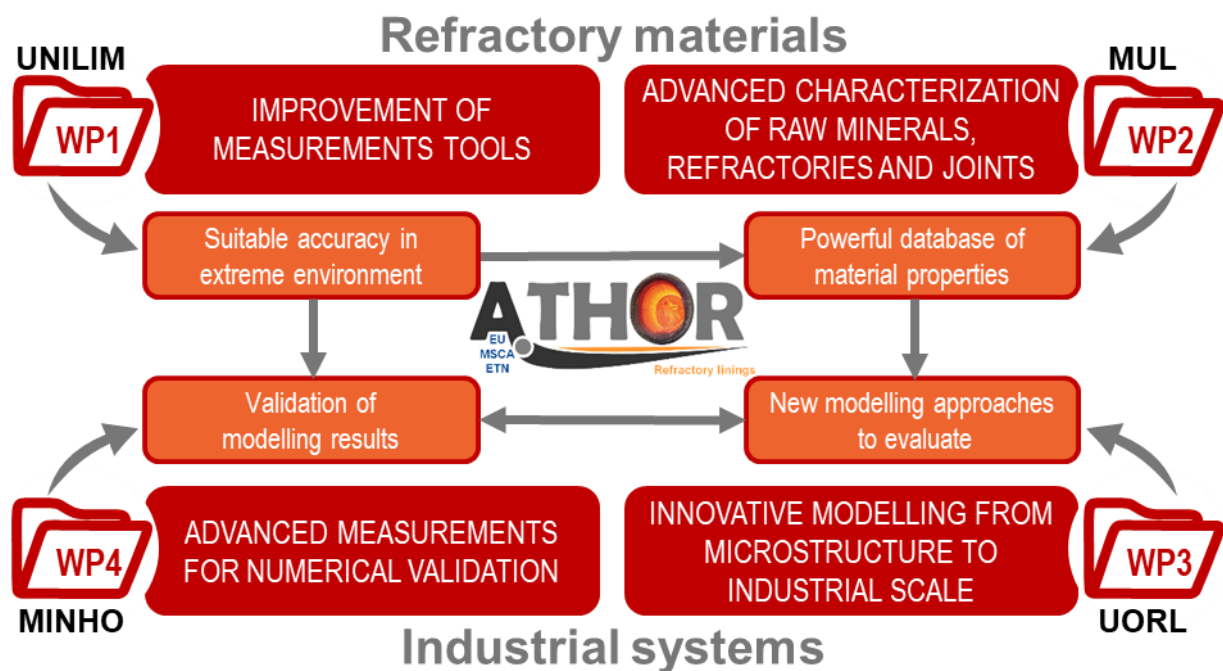 Refractory materials
UNILIM
WP1
IMPROVEMENT OF
MEASUREMENTS TOOLS
MUL
WP2
ADVANCED CHARACTERIZATION
OF RAW MINERALS,
REFRACTORIES AND JOINTS
Suitable accuracy in
extreme environment
Powerful database of
material properties
ATHOR
EU
MSCA
ETN
Refractory linings
Validation of
modelling results
New modelling approaches
to evaluate
WP4
MINHO
ADVANCED MEASUREMENTS
FOR NUMERICAL VALIDATION
INNOVATIVE MODELLING FROM
MICROSTRUCTURE TO
INDUSTRIAL SCALE
WP3
UORL
Industrial systems